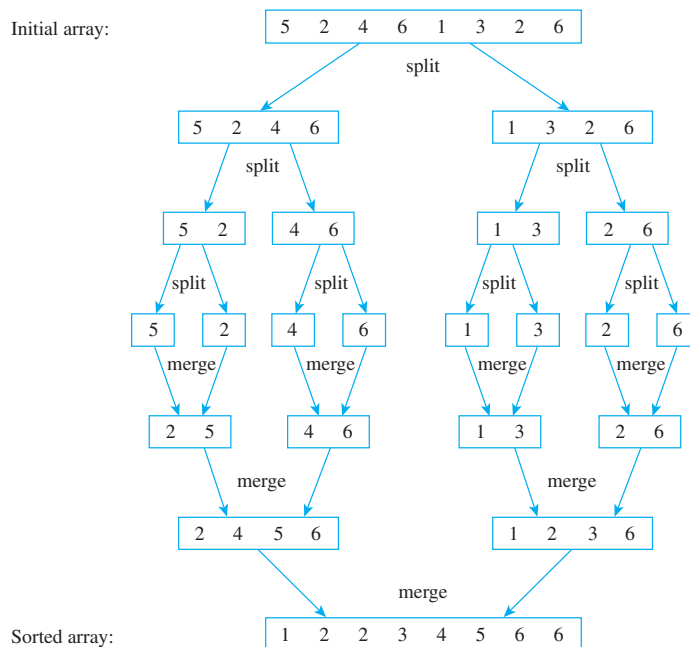 Initial array: 5 2 4 6 1 3 2 6
split
5 2 4 6 1 3 2 6
split split
5 2 4 6 1 3 2 6
split split split split
5 2 4 6 1 3 2 6
merge merge merge merge
2 5 4 6 1 3 2 6
merge merge
2 4 5 6 1 2 3 6
merge
Sorted array: 1 2 2 3 4 5 6 6